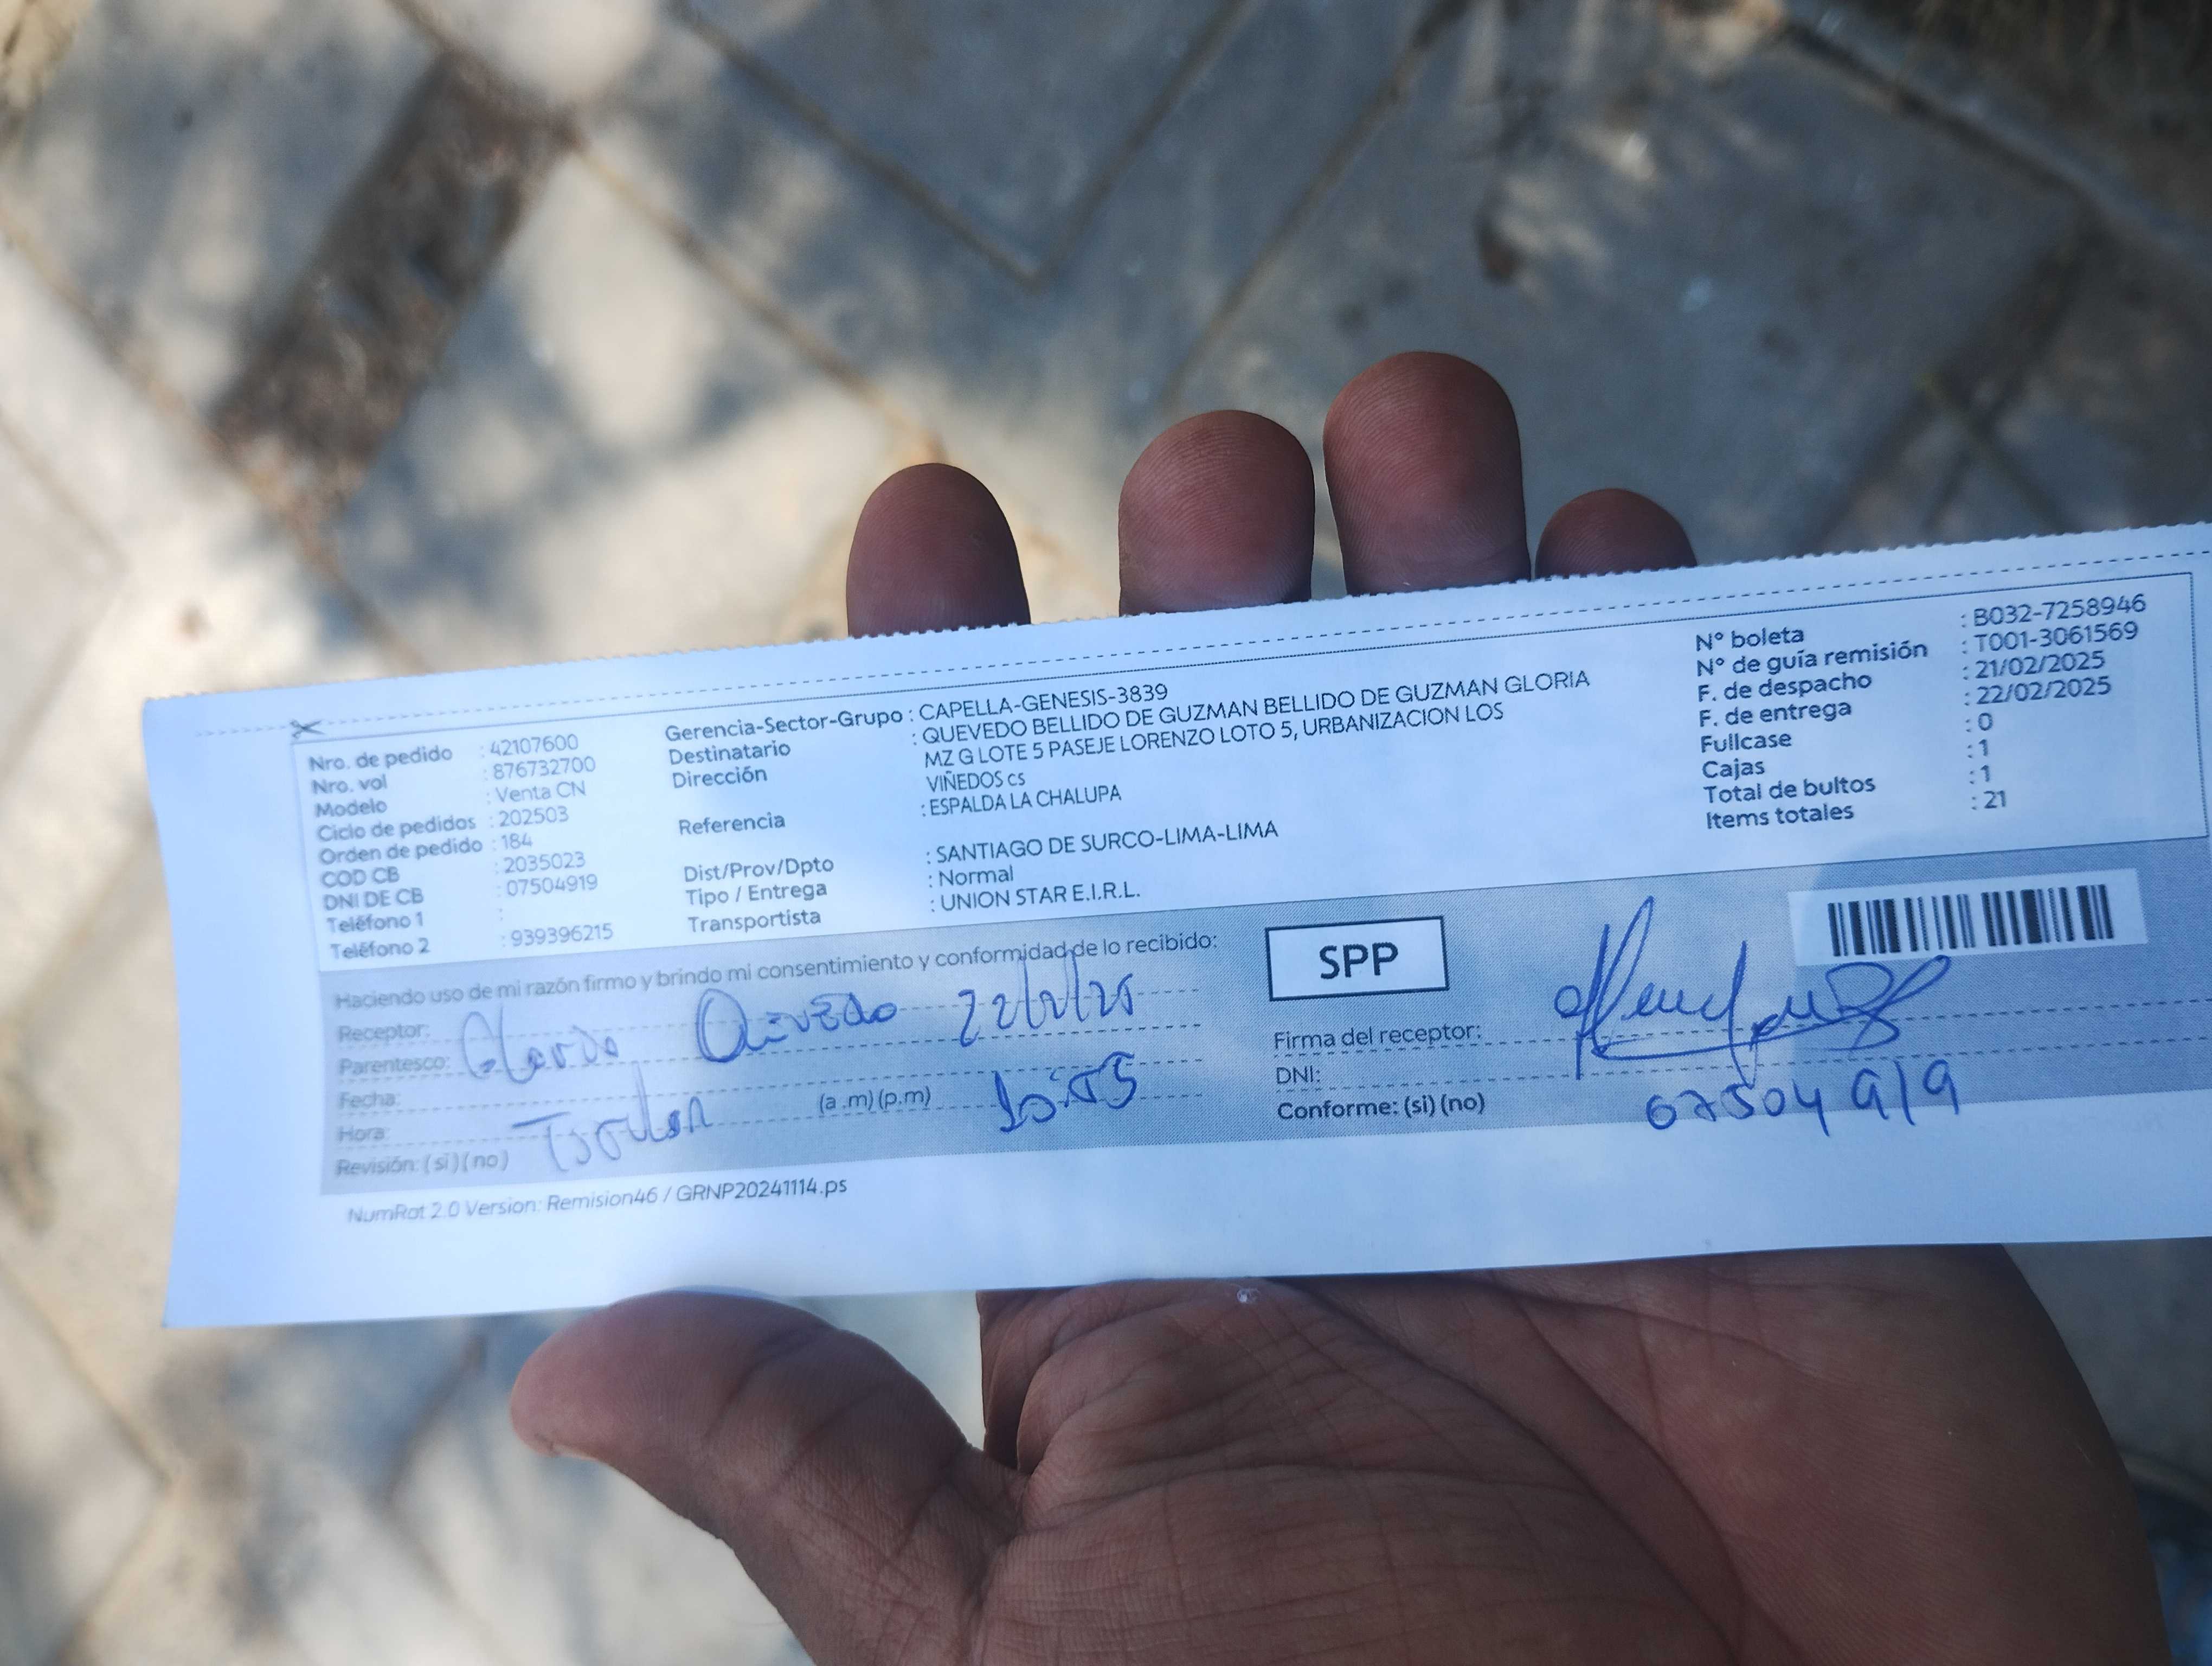 Nro. de pedido : 42107600
Nro. vol : 876732700
Modelo : Venta CN
Ciclo de pedidos : 202503
Orden de pedido : 184
COD CB : 2035023
DNI DE CB : 07504919
Teléfono 1 :
Teléfono 2 : 939396215
Gerencia-Sector-Grupo : CAPELLA-GENESIS-3839
Destinatario : QUEVEDO BELLIDO DE GUZMAN BELLIDO DE GUZMAN GLORIA
Dirección MZ G LOTE 5 PASEJE LORENZO LOTO 5, URBANIZACION LOS
VIÑEDOS cs
Referencia : ESPALDA LA CHALUPA
Dist/Prov/Dpto : SANTIAGO DE SURCO-LIMA-LIMA
Tipo / Entrega : Normal
Transportista : UNION STAR E.I.R.L.
N° boleta : B032-7258946
N° de guía remisión : T001-3061569
F. de despacho : 21/02/2025
F. de entrega : 22/02/2025
Fullcase : 0
Cajas : 1
Total de bultos : 1
Items totales : 21
Haciendo uso de mi razón firmo y brindo mi consentimiento y conformidad de lo recibido:
Receptor:
Parentesco:
Fecha:
Hora: (a .m) (p.m)
Revisión: (si) (no)
SPP
Firma del receptor:
DNI: 07504919
Conforme: (si) (no)
NumRat 2.0 Version: Remision46 / GRNP20241114.ps